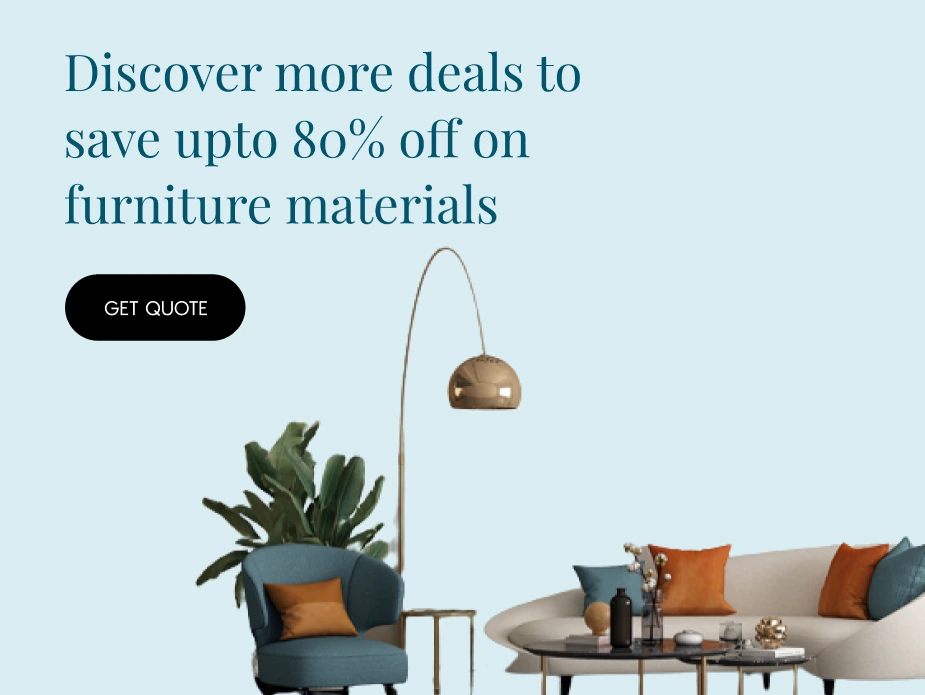 Discover more deals to
save upto 80% off on
furniture materials
GET QUOTE